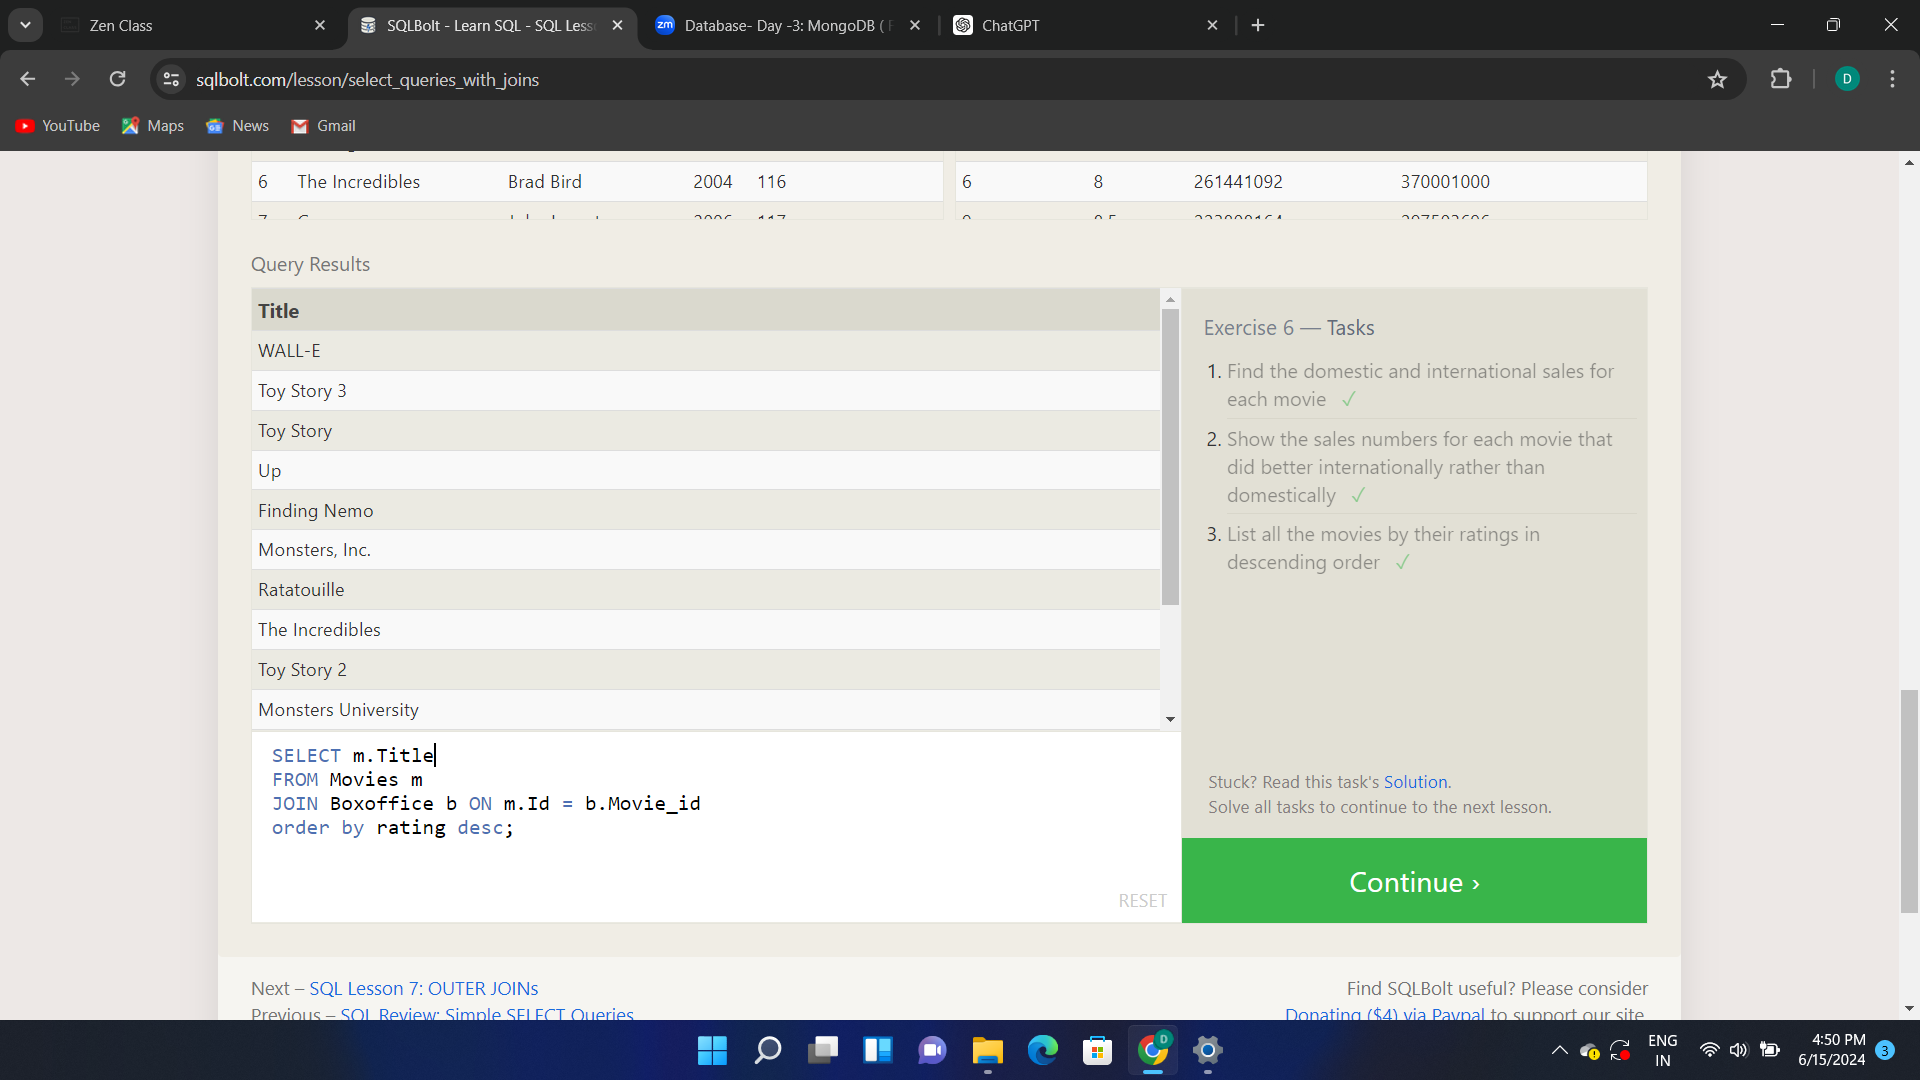 Zen Class
SQLBolt - Learn SQL - SQL Less
zm
Database- Day -3: MongoDB (
ChatGPT
sqlbolt.com/lesson/select_queries_with_joins
D
YouTube
Maps
News
Gmail
6 The Incredibles Brad Bird 2004 116
6 8 261441092 370001000
Query Results
Title
WALL-E
Toy Story 3
Toy Story
Up
Finding Nemo
Monsters, Inc.
Ratatouille
The Incredibles
Toy Story 2
Monsters University
SELECT m.Title
FROM Movies m
JOIN Boxoffice b ON m.Id = b.Movie_id
order by rating desc;
RESET
Exercise 6 — Tasks
1. Find the domestic and international sales for
each movie ✓
2. Show the sales numbers for each movie that
did better internationally rather than
domestically ✓
3. List all the movies by their ratings in
descending order ✓
Stuck? Read this task's Solution.
Solve all tasks to continue to the next lesson.
Continue ›
Next – SQL Lesson 7: OUTER JOINs
Previous – SQL Review: Simple SELECT Queries
Find SQLBolt useful? Please consider
Donating ($4) via Paypal to support our site.
D
ENG
IN
4:50 PM
6/15/2024
3